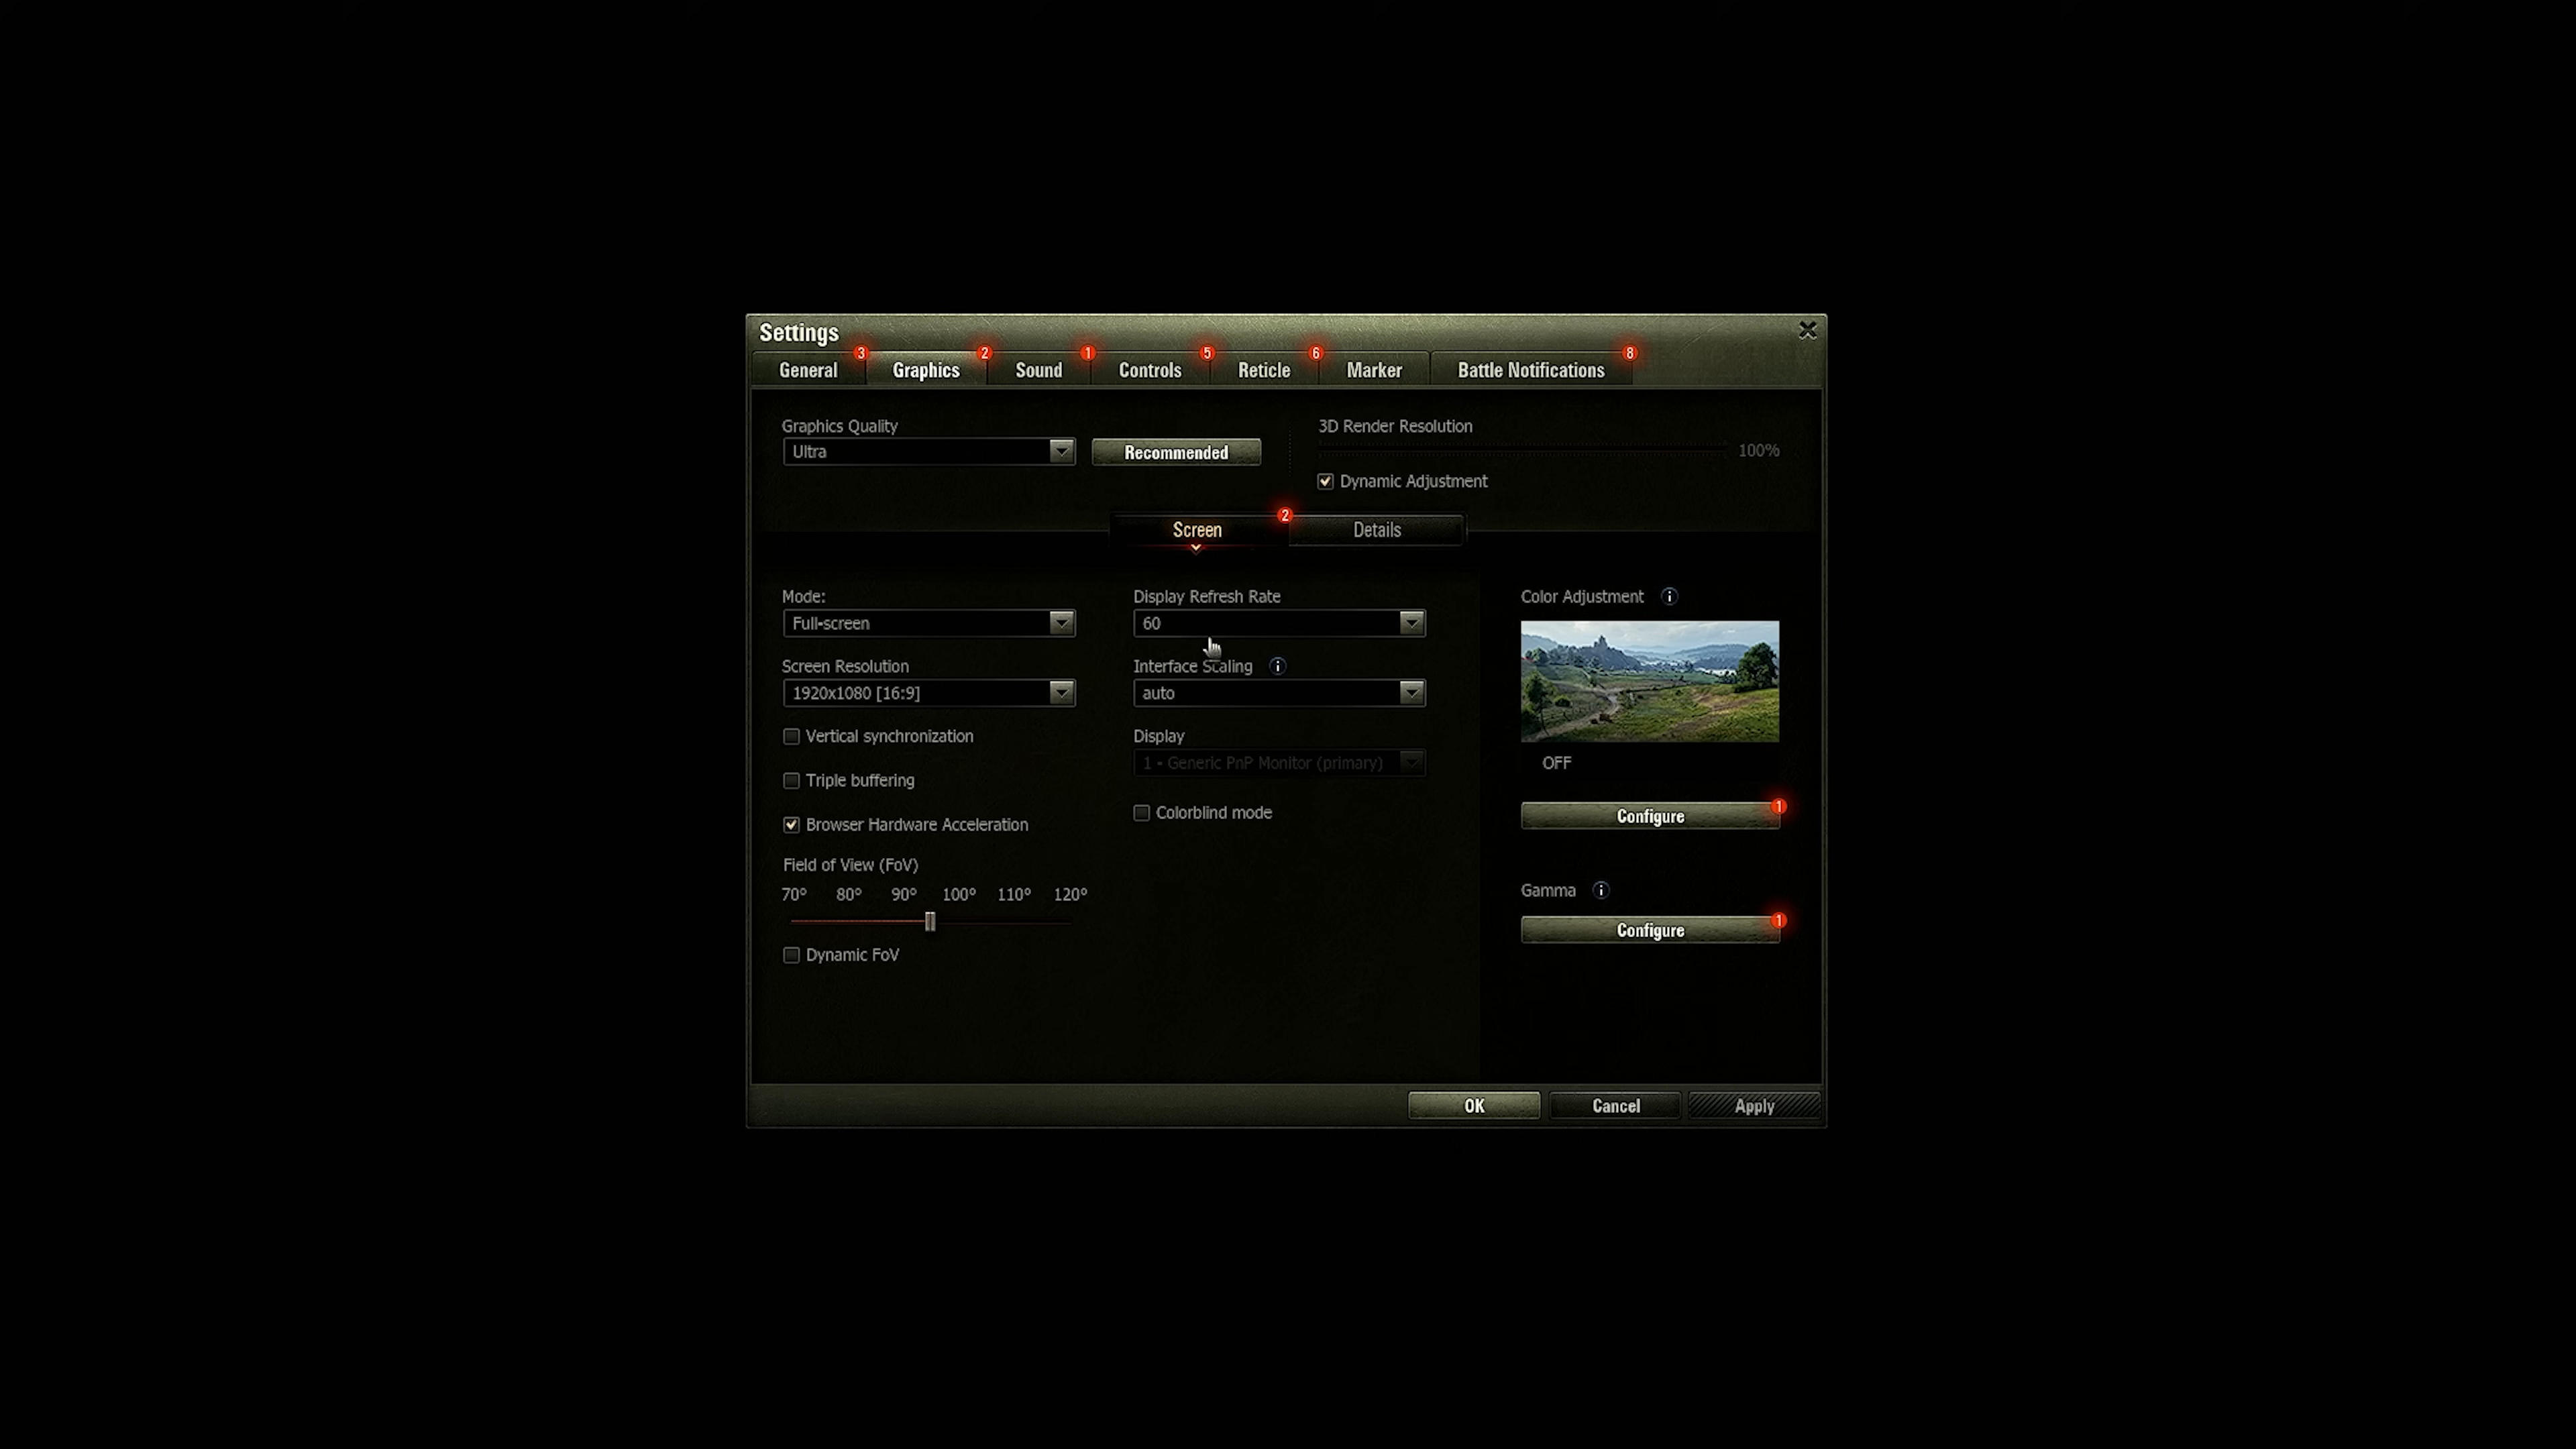 Settings
3 2 1 5 6 8
General Graphics Sound Controls Reticle Marker Battle Notifications
Graphics Quality
Ultra
Recommended
3D Render Resolution
100%
Dynamic Adjustment
Screen 2 Details
Mode:
Full-screen
Screen Resolution
1920x1080 [16:9]
Vertical synchronization
Triple buffering
Browser Hardware Acceleration
Field of View (FoV)
70° 80° 90° 100° 110° 120°
Dynamic FoV
Display Refresh Rate
60
Interface Scaling i
auto
Display
1 - Generic PnP Monitor (primary)
Colorblind mode
Color Adjustment i
OFF
Configure 1
Gamma i
Configure 1
OK Cancel Apply